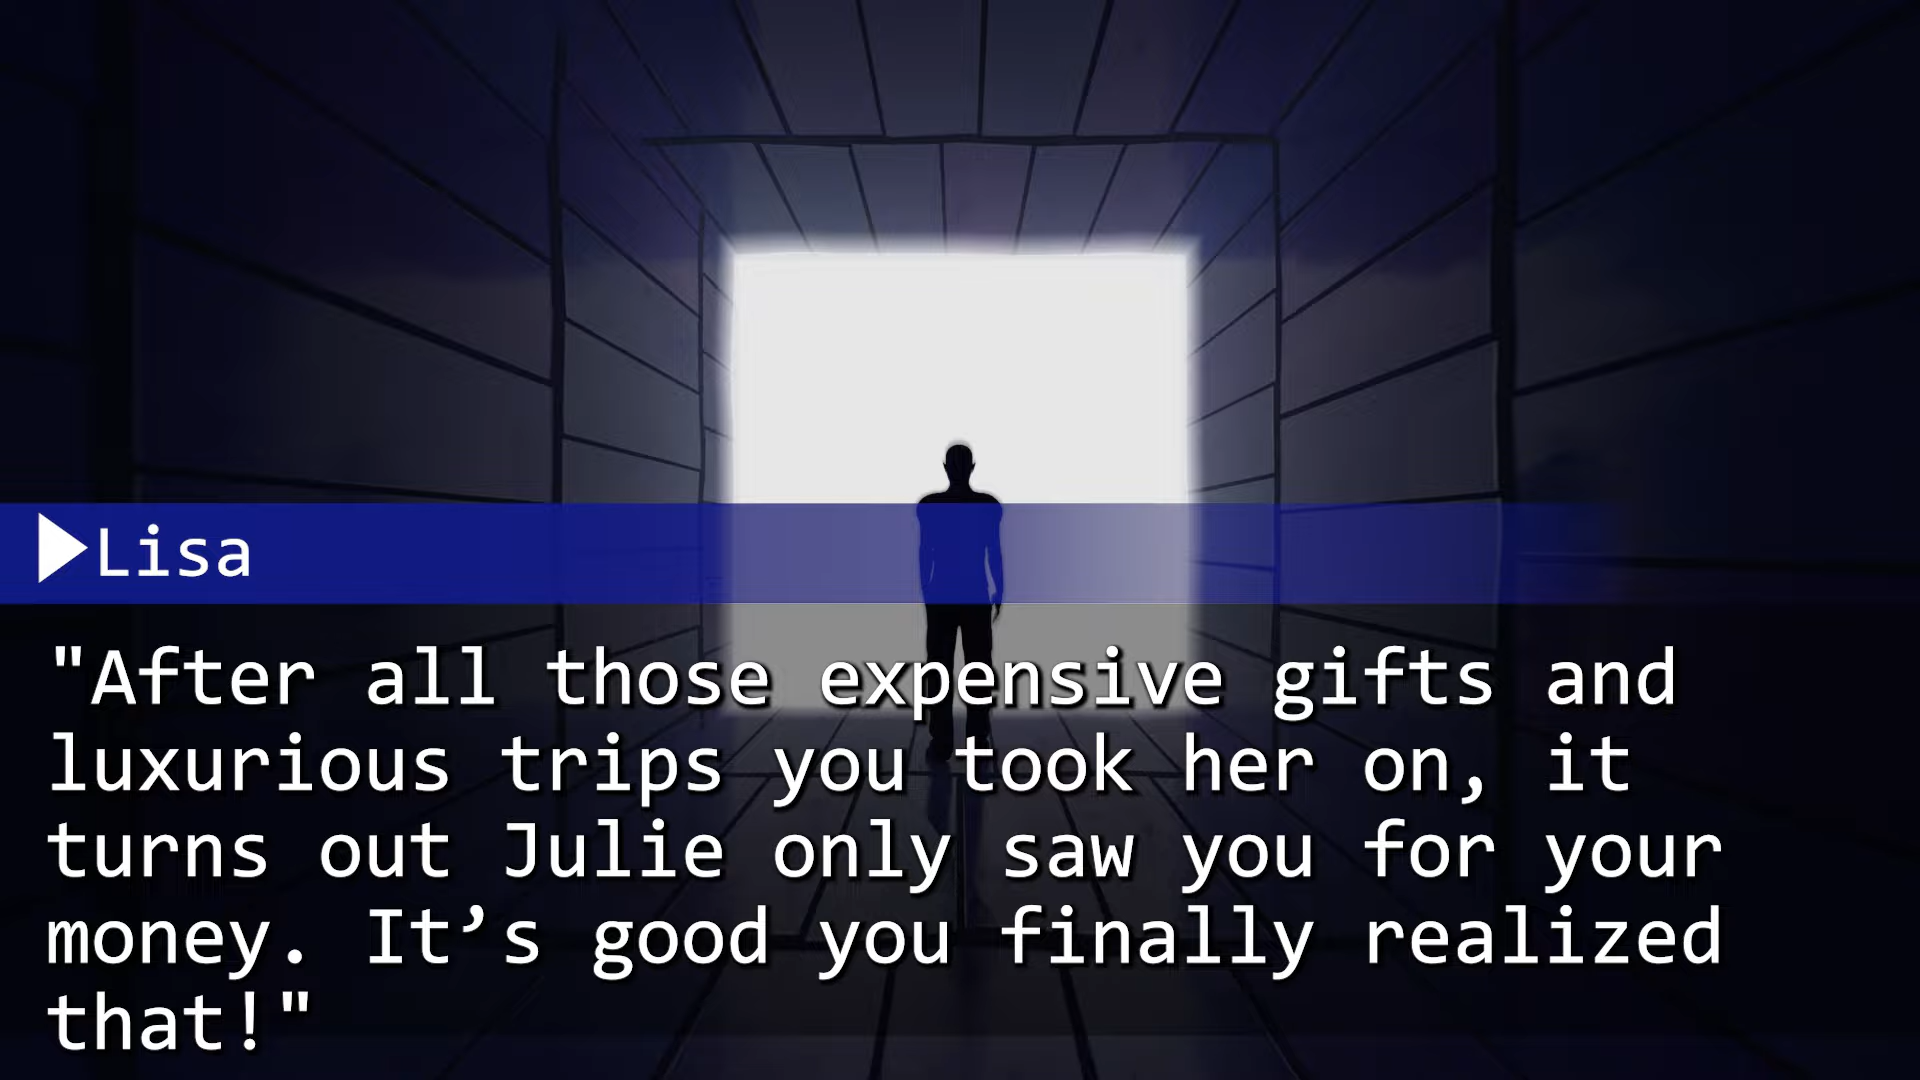 Lisa
"After all those expensive gifts and
luxurious trips you took her on, it
turns out Julie only saw you for your
money. It’s good you finally realized
that!"